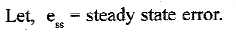 Let, e_ss = steady state error.